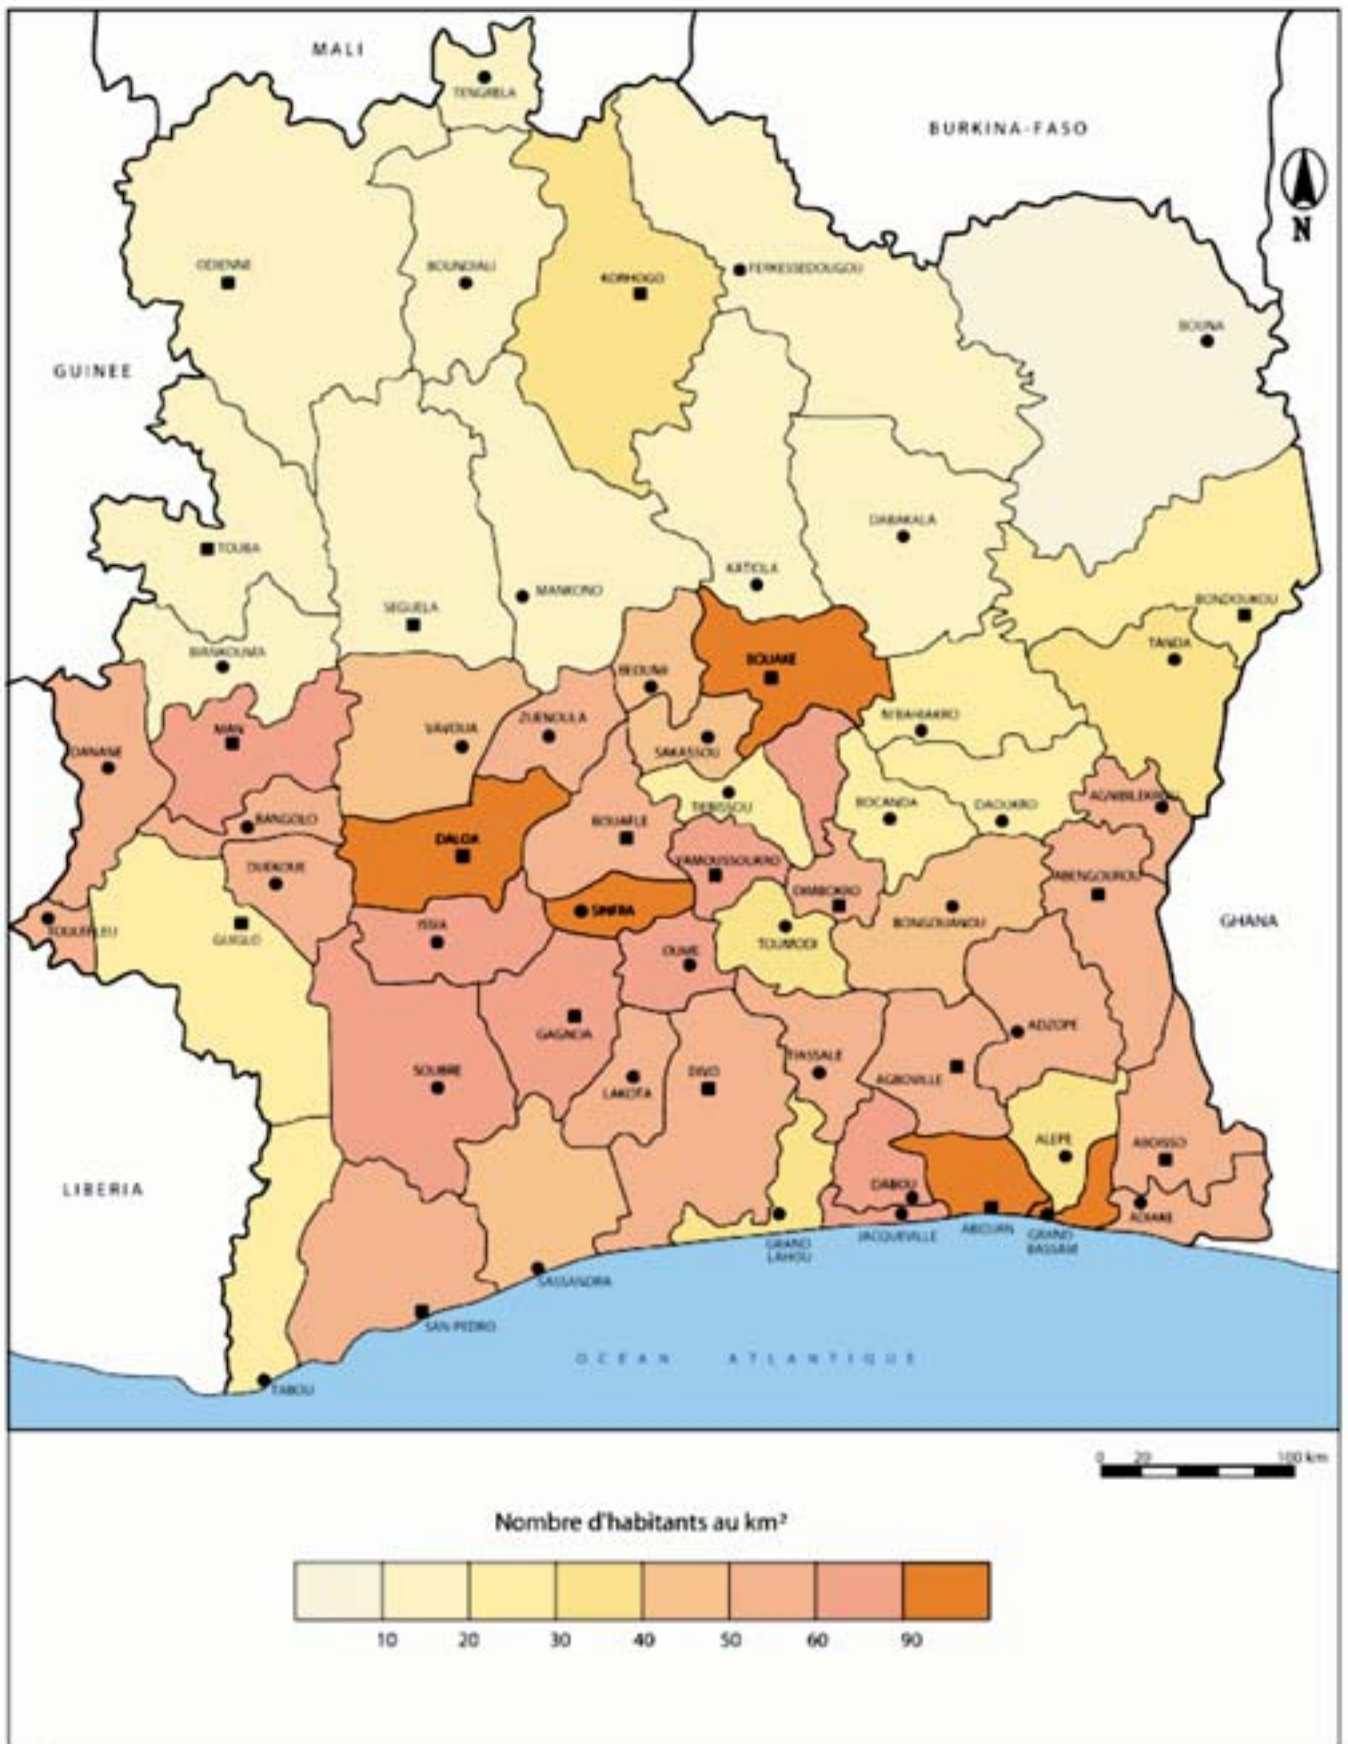 MALI
TENGRELA
BURKINA-FASO
N
ODIENNE
BOUNDIALI
KORHOGO
FERKESSEDOUGOU
BOUNA
GUINEE
DABAKALA
TOUBA
KATIOLA
MANKONO
SEGUELA
BONDOUKOU
BIANKOUMA
TANDA
BEOUMI
BOUAKE
MAN
VAVOUA
ZUENOULA
M'BAHIAKRO
DANANE
SAKASSOU
TIEBISSOU
BOCANDA
DAOUKRO
AGNIBILEKROU
BANGOLO
DALOA
BOUAFLE
YAMOUSSOUKRO
DUEKOUE
DIMBOKRO
ABENGOUROU
TOULEPLEU
GUIGLO
ISSIA
SINFRA
OUME
TOUMODI
BONGOUANOU
GHANA
GAGNOA
ADZOPE
SOUBRE
LAKOTA
DIVO
TIASSALE
AGBOVILLE
ALEPE
ABOISSO
LIBERIA
DABOU
ADIAKE
GRAND
LAHOU
JACQUEVILLE
ABIDJAN
GRAND
BASSAM
SASSANDRA
SAN PEDRO
OCEAN ATLANTIQUE
TABOU
0 20 100 km
Nombre d'habitants au km²
10 20 30 40 50 60 90